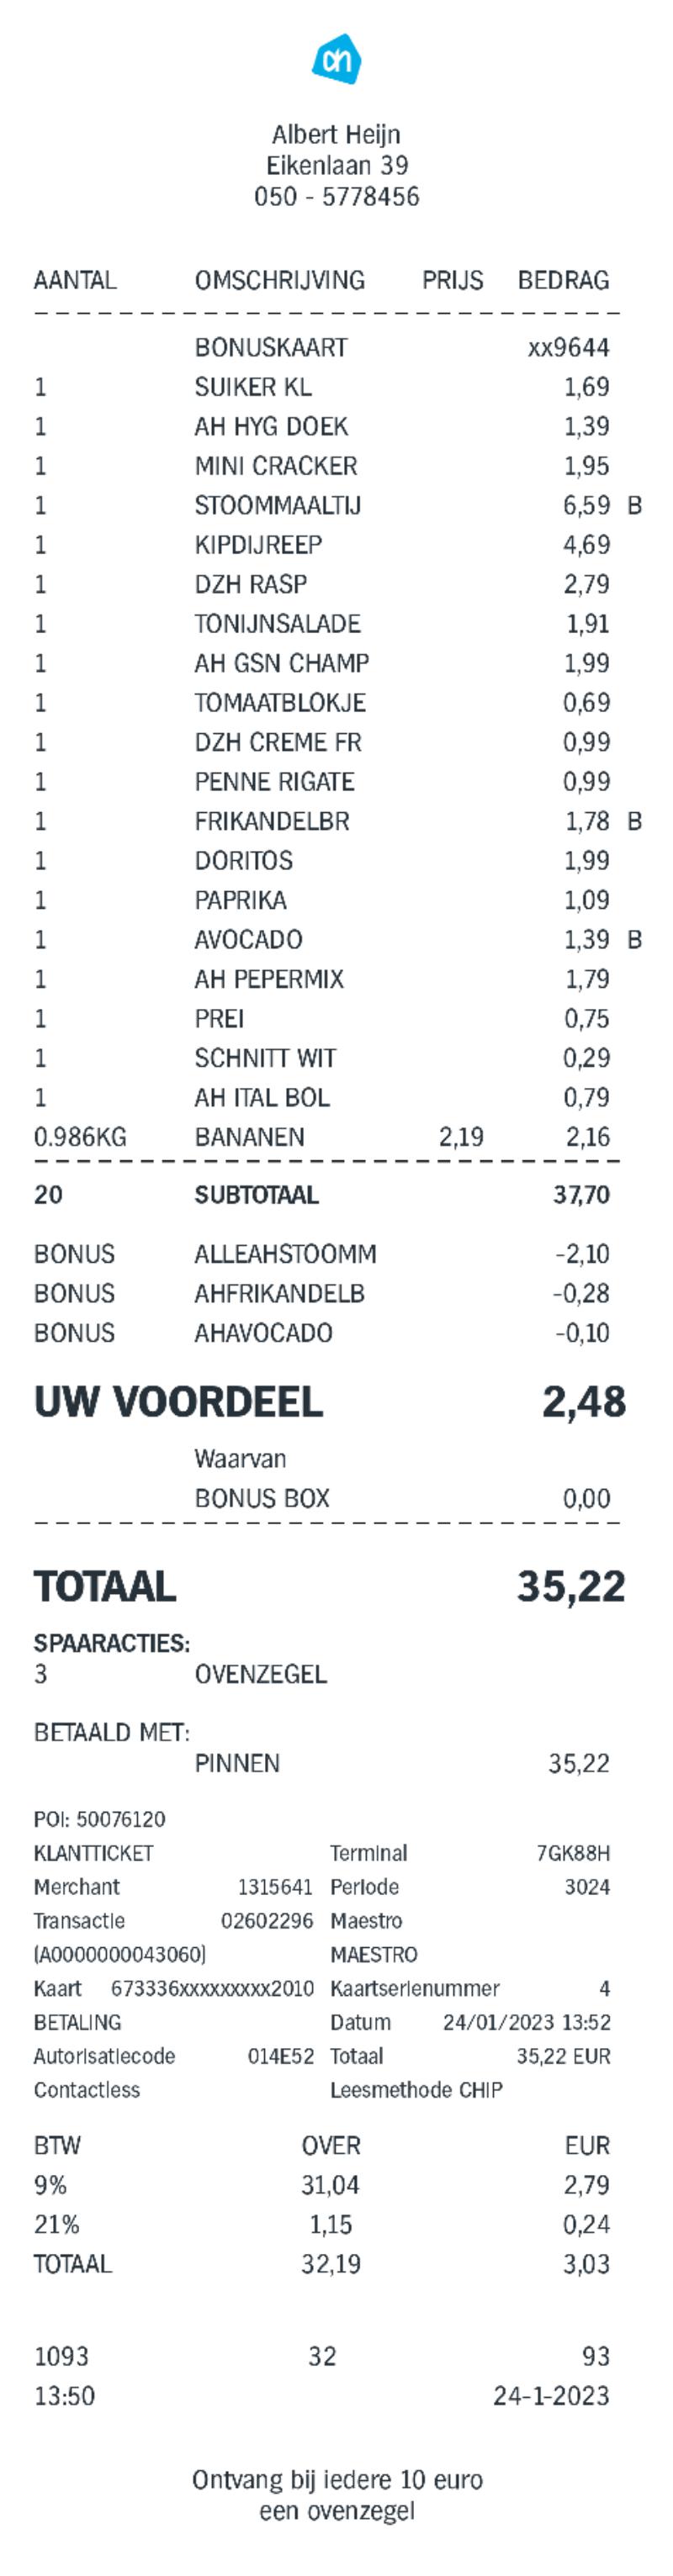 ah
Albert Heijn
Eikenlaan 39
050 - 5778456
AANTAL OMSCHRIJVING PRIJS BEDRAG
BONUSKAART xx9644
1 SUIKER KL 1,69
1 AH HYG DOEK 1,39
1 MINI CRACKER 1,95
1 STOOMMAALTIJ 6,59 B
1 KIPDIJREEP 4,69
1 DZH RASP 2,79
1 TONIJNSALADE 1,91
1 AH GSN CHAMP 1,99
1 TOMAATBLOKJE 0,69
1 DZH CREME FR 0,99
1 PENNE RIGATE 0,99
1 FRIKANDELBR 1,78 B
1 DORITOS 1,99
1 PAPRIKA 1,09
1 AVOCADO 1,39 B
1 AH PEPERMIX 1,79
1 PREI 0,75
1 SCHNITT WIT 0,29
1 AH ITAL BOL 0,79
0.986KG BANANEN 2,19 2,16
20 SUBTOTAAL 37,70
BONUS ALLEAHSTOOMM -2,10
BONUS AHFRIKANDELB -0,28
BONUS AHAVOCADO -0,10
UW VOORDEEL 2,48
Waarvan
BONUS BOX 0,00
TOTAAL 35,22
SPAARACTIES:
3 OVENZEGEL
BETAALD MET:
PINNEN 35,22
POI: 50076120
KLANTTICKET Terminal 7GK88H
Merchant 1315641 Periode 3024
Transactie 02602296 Maestro
(A0000000043060) MAESTRO
Kaart 673336xxxxxxxxx2010 Kaartserienummer 4
BETALING Datum 24/01/2023 13:52
Autorisatiecode 014E52 Totaal 35,22 EUR
Contactless Leesmethode CHIP
BTW OVER EUR
9% 31,04 2,79
21% 1,15 0,24
TOTAAL 32,19 3,03
1093 32 93
13:50 24-1-2023
Ontvang bij iedere 10 euro
een ovenzegel